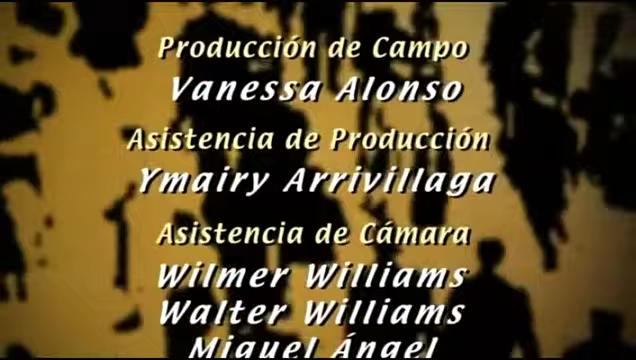 Producción de Campo
Vanessa Alonso
Asistencia de Producción
Ymairy Arrivillaga
Asistencia de Cámara
Wilmer Williams
Walter Williams
Miguel Ángel